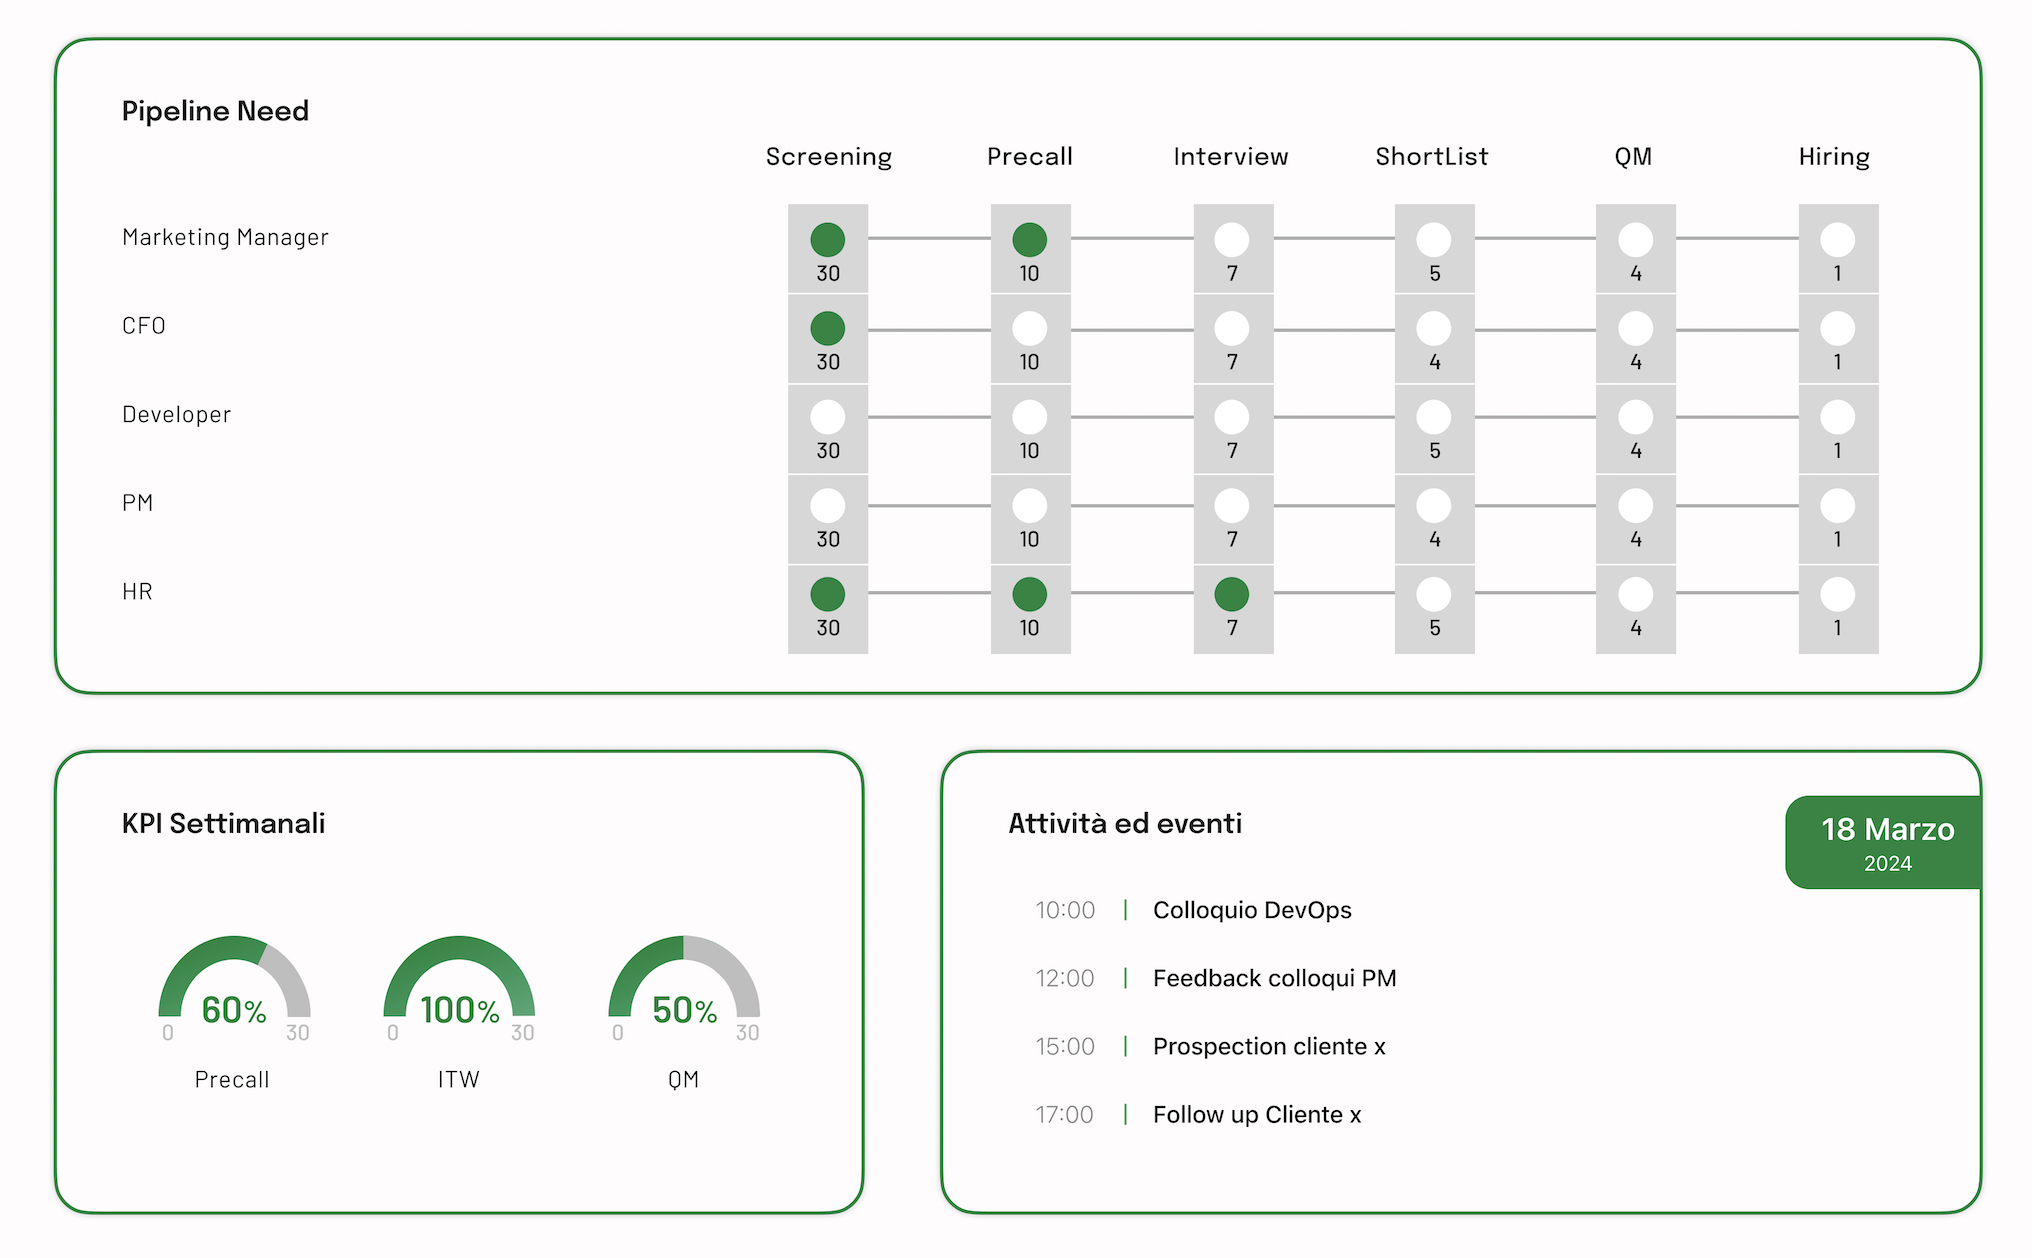 Pipeline Need
Screening Precall Interview ShortList QM Hiring
Marketing Manager
30 10 7 5 4 1
CFO
30 10 7 4 4 1
Developer
30 10 7 5 4 1
PM
30 10 7 4 4 1
HR
30 10 7 5 4 1
KPI Settimanali
60% 100% 50%
0 30 0 30 0 30
Precall ITW QM
Attività ed eventi
18 Marzo
2024
10:00 | Colloquio DevOps
12:00 | Feedback colloqui PM
15:00 | Prospection cliente x
17:00 | Follow up Cliente x